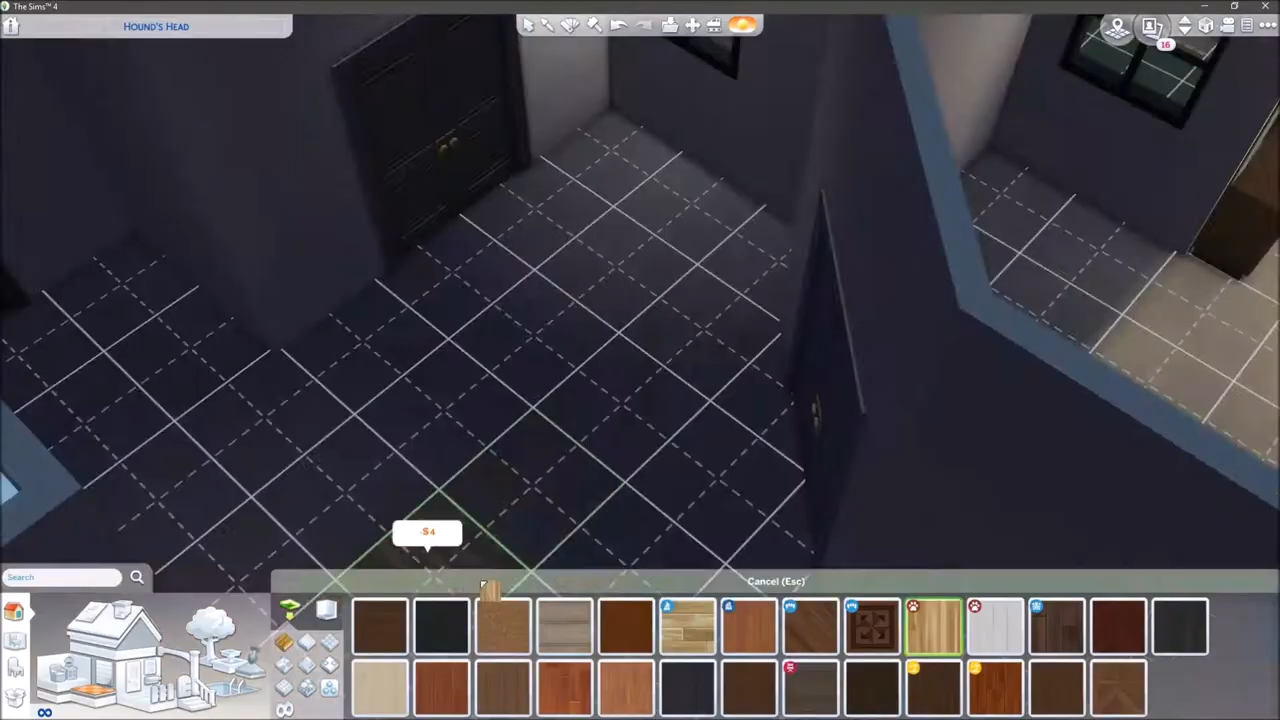 The Sims™ 4
HOUND'S HEAD
16
§4
Cancel (Esc)
Search